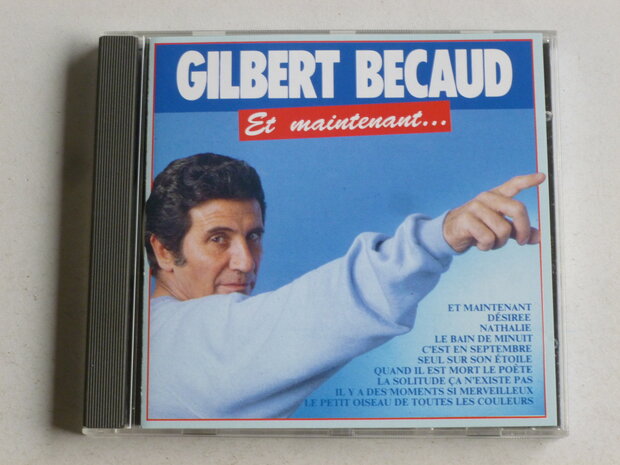 GILBERT BECAUD
Et maintenant...
ET MAINTENANT
DÉSIREE
NATHALIE
LE BAIN DE MINUIT
C'EST EN SEPTEMBRE
SEUL SUR SON ÉTOILE
QUAND IL EST MORT LE POÈTE
LA SOLITUDE ÇA N'EXISTE PAS
IL Y A DES MOMENTS SI MERVEILLEUX
LE PETIT OISEAU DE TOUTES LES COULEURS